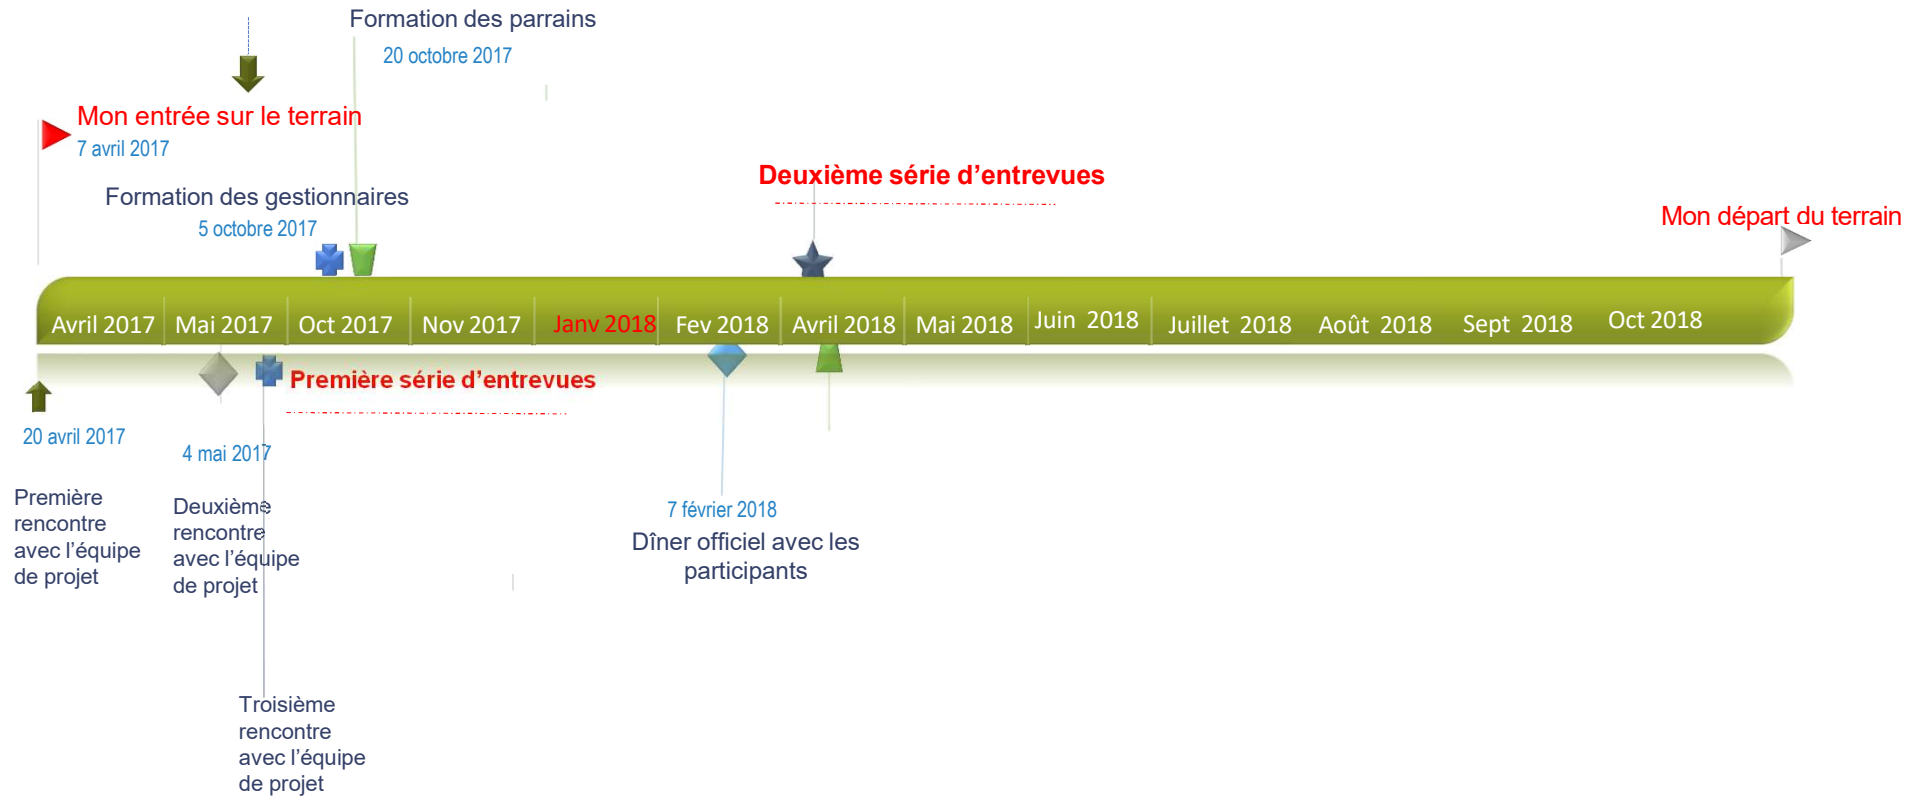 Formation des parrains
20 octobre 2017
Mon entrée sur le terrain
7 avril 2017
Formation des gestionnaires
5 octobre 2017
Deuxième série d’entrevues
Mon départ du terrain
Avril 2017
Mai 2017
Oct 2017
Nov 2017
Janv 2018
Fev 2018
Avril 2018
Mai 2018
Juin 2018
Juillet 2018
Août 2018
Sept 2018
Oct 2018
Première série d’entrevues
20 avril 2017
Première
rencontre
avec l’équipe
de projet
4 mai 2017
Deuxième
rencontre
avec l’équipe
de projet
7 février 2018
Dîner officiel avec les
participants
Troisième
rencontre
avec l’équipe
de projet